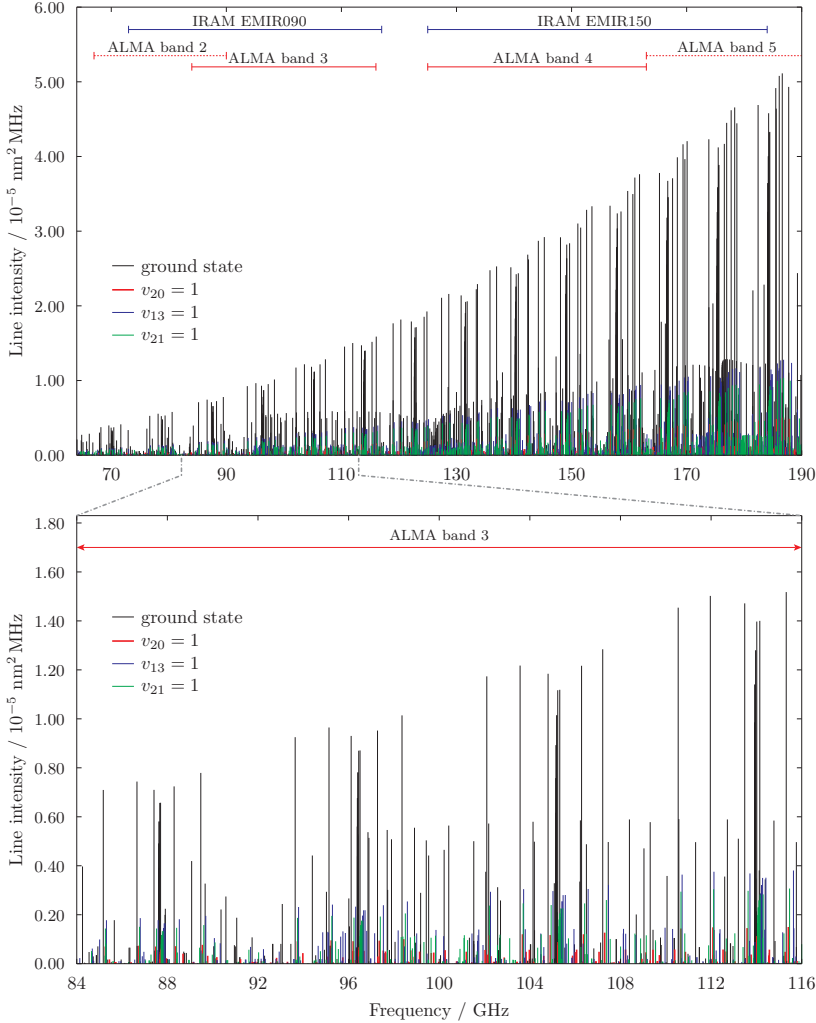 6.00
5.00
4.00
3.00
2.00
1.00
0.00
Line intensity / 10⁻⁵ nm² MHz
IRAM EMIR090
IRAM EMIR150
ALMA band 2
ALMA band 3
ALMA band 4
ALMA band 5
ground state
v₂₀ = 1
v₁₃ = 1
v₂₁ = 1
70 90 110 130 150 170 190
1.80
1.60
1.40
1.20
1.00
0.80
0.60
0.40
0.20
0.00
Line intensity / 10⁻⁵ nm² MHz
ALMA band 3
ground state
v₂₀ = 1
v₁₃ = 1
v₂₁ = 1
84 88 92 96 100 104 108 112 116
Frequency / GHz